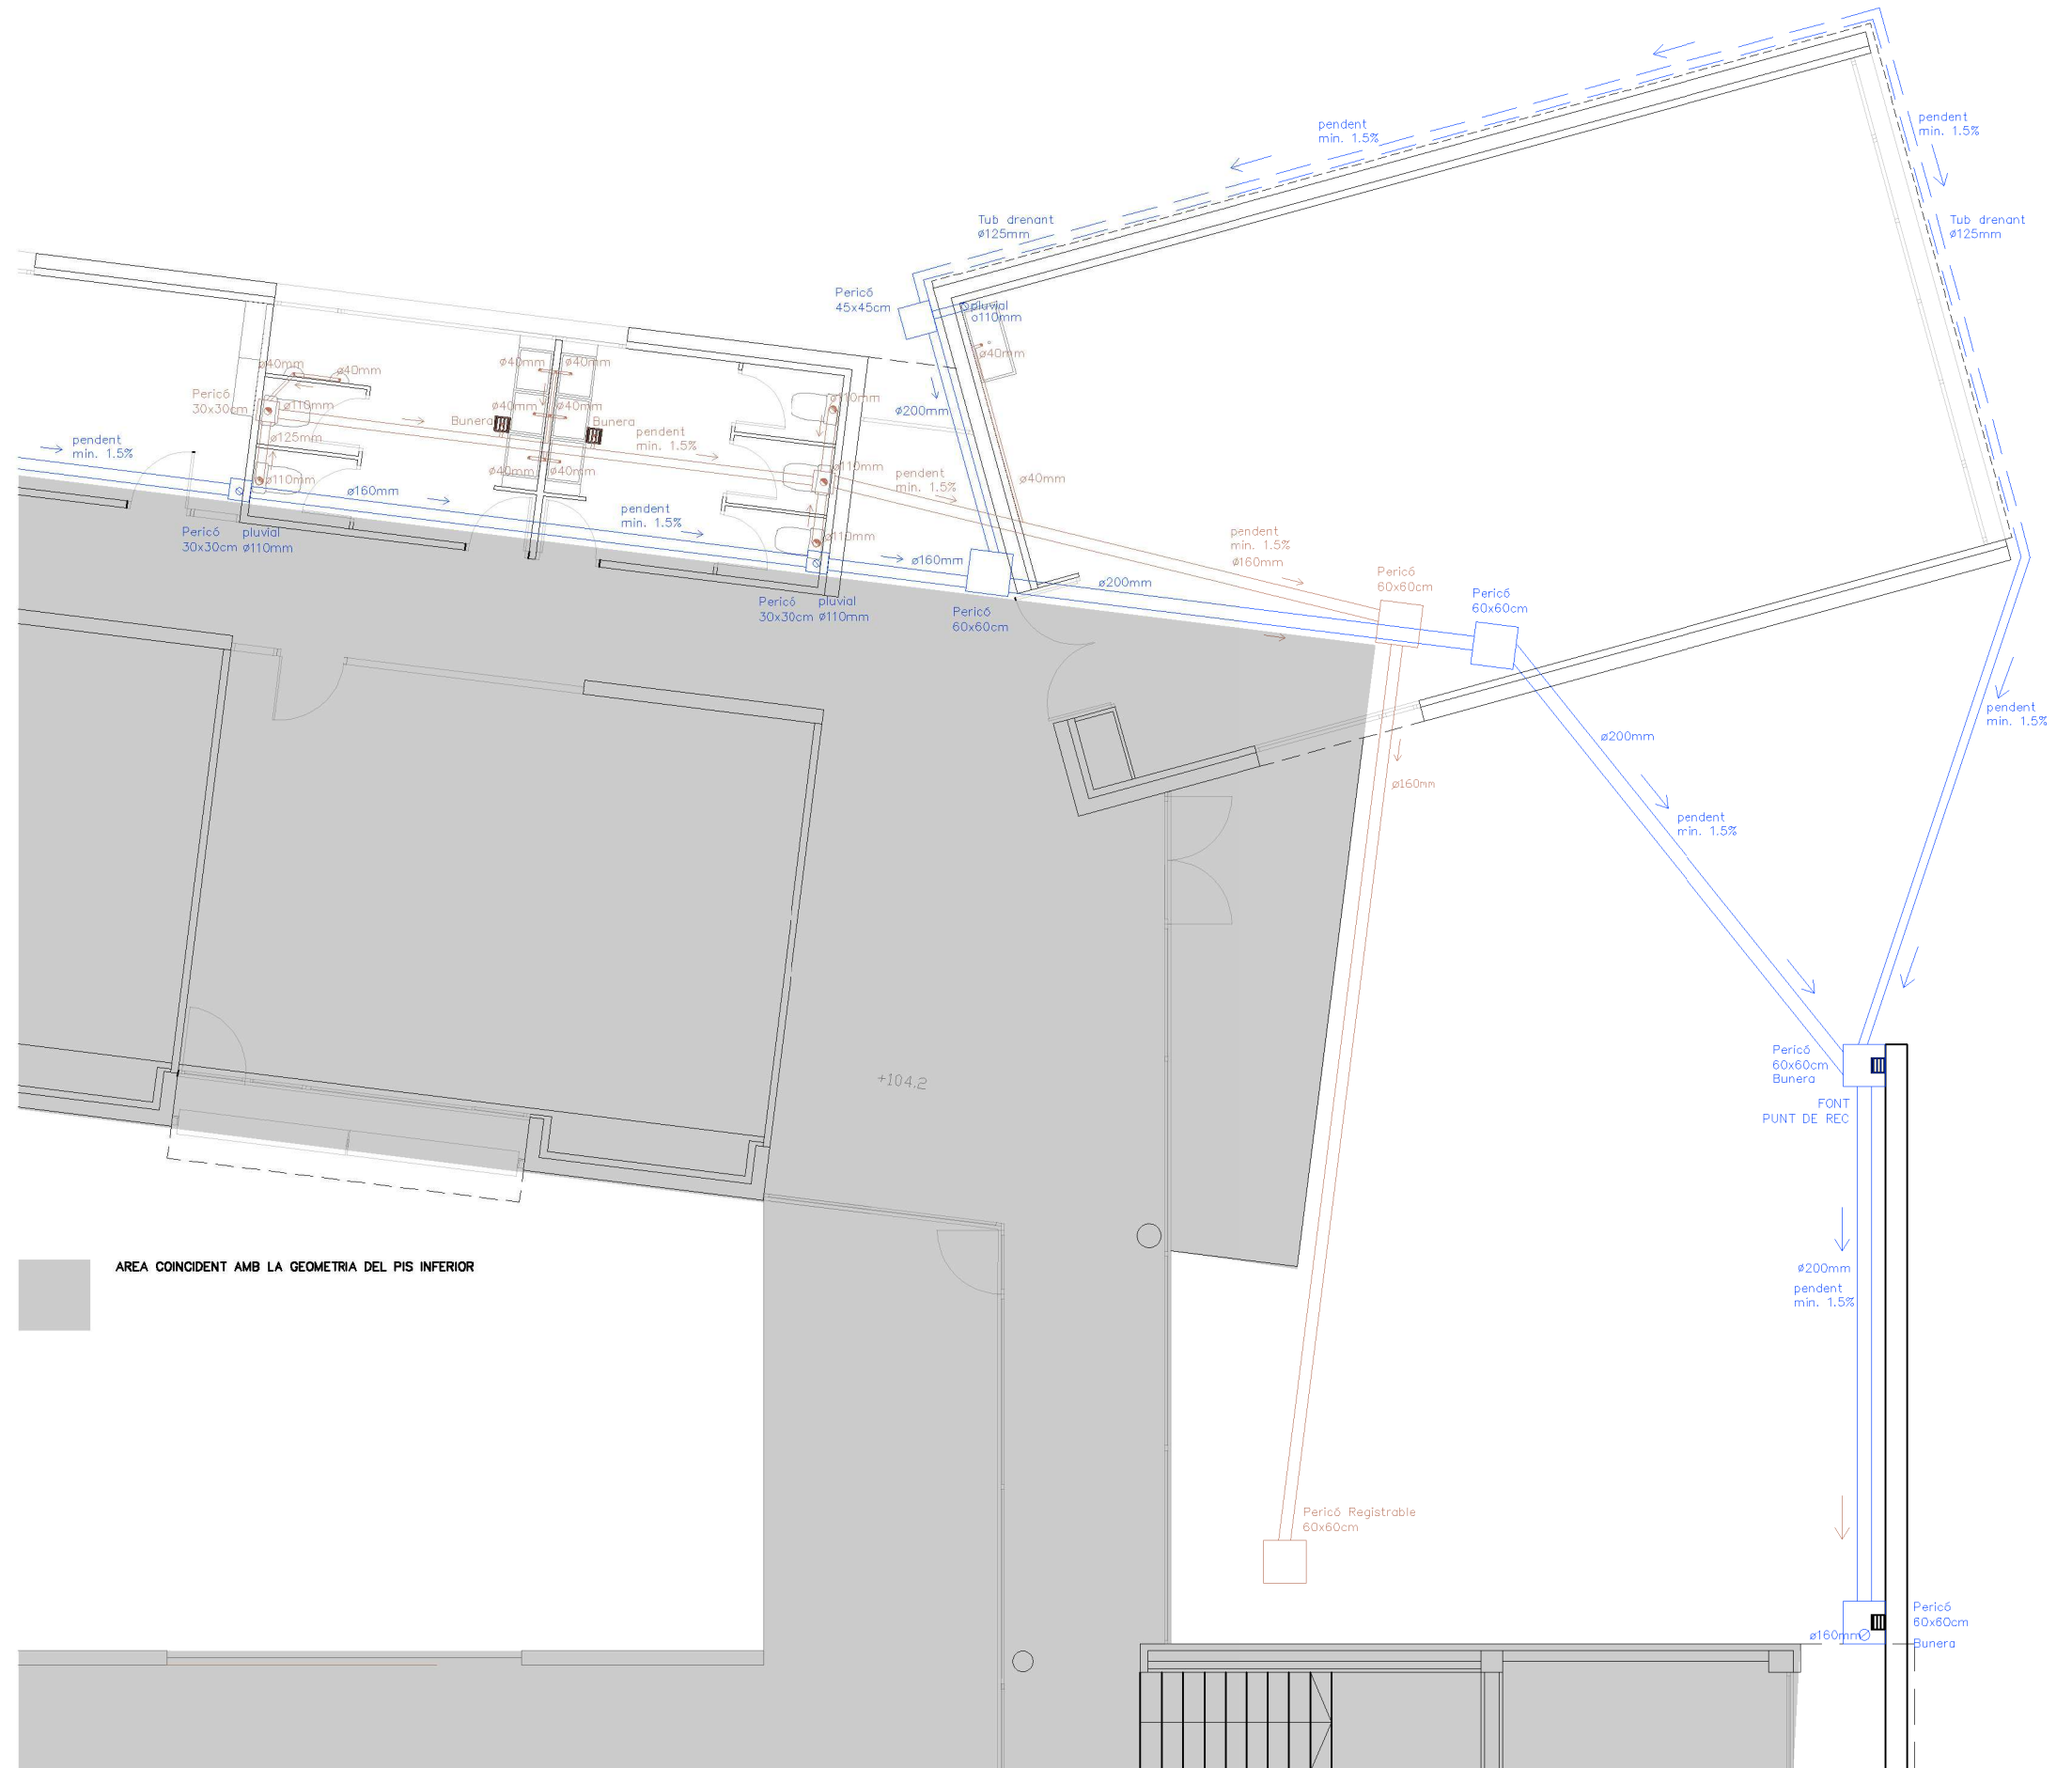 pendent
min. 1.5%
pendent
min. 1.5%
Tub drenant
ø125mm
Tub drenant
ø125mm
Pericó
45x45cm
pluvial
o110mm
ø40mm
ø40mm
ø40mm
ø40mm
ø40mm
Pericó
30x30cm
ø110mm
ø40mm
ø40mm
ø110mm
ø200mm
Bunera
Bunera
pendent
min. 1.5%
ø125mm
pendent
min. 1.5%
ø40mm
ø40mm
ø110mm
pendent
min. 1.5%
ø40mm
ø110mm
ø160mm
pendent
min. 1.5%
Pericó
30x30cm
pluvial
ø110mm
ø110mm
ø160mm
pendent
min. 1.5%
ø160mm
Pericó
60x60cm
ø200mm
Pericó
60x60cm
Pericó
30x30cm
pluvial
ø110mm
Pericó
60x60cm
pendent
min. 1.5%
ø200mm
ø160mm
pendent
min. 1.5%
+104,2
Pericó
60x60cm
Bunera
FONT
PUNT DE REC
AREA COINCIDENT AMB LA GEOMETRIA DEL PIS INFERIOR
ø200mm
pendent
min. 1.5%
Pericó Registrable
60x60cm
Pericó
60x60cm
ø160mm
Bunera